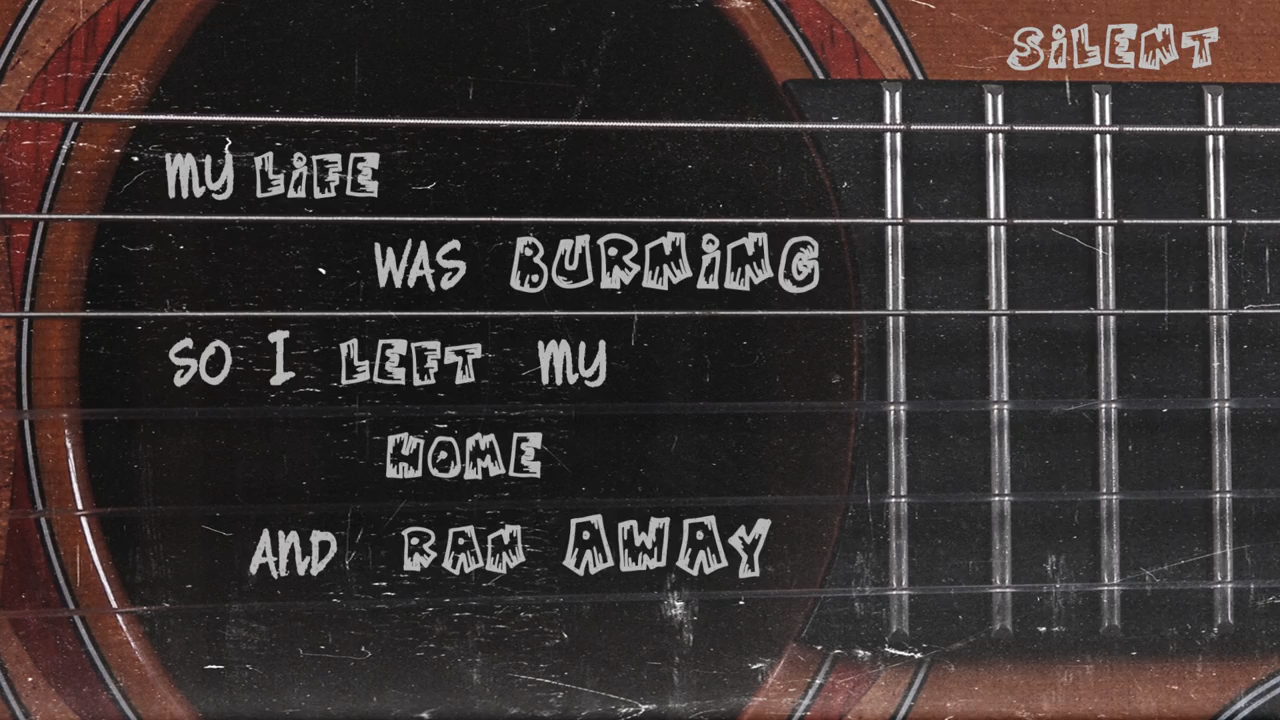 SiLENT
MY LiFE
WAS BURNiNG
SO I LEFT MY
HOME
AND RAN AWAY